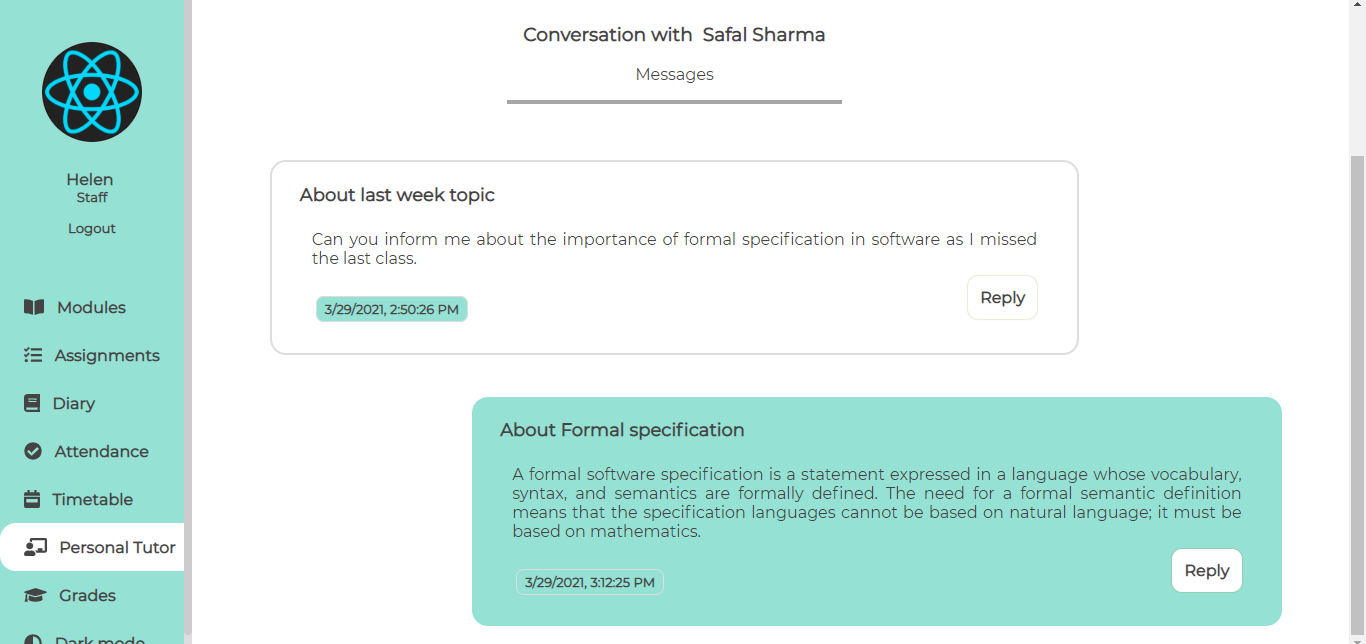 Helen
Staff
Logout
Modules
Assignments
Diary
Attendance
Timetable
Personal Tutor
Grades
Dark mode
Conversation with Safal Sharma
Messages
About last week topic
Can you inform me about the importance of formal specification in software as I missed
the last class.
Reply
3/29/2021, 2:50:26 PM
About Formal specification
A formal software specification is a statement expressed in a language whose vocabulary,
syntax, and semantics are formally defined. The need for a formal semantic definition
means that the specification languages cannot be based on natural language; it must be
based on mathematics.
Reply
3/29/2021, 3:12:25 PM